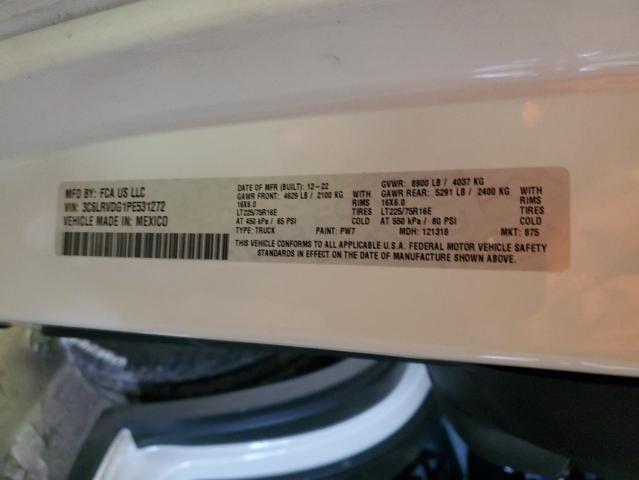 MFD BY: FCA US LLC
VIN: 3C6LRVDG1PE531272
VEHICLE MADE IN: MEXICO
DATE OF MFR (BUILT): 12-22 GVWR: 8900 LB / 4037 KG
GAWR FRONT: 4629 LB / 2100 KG WITH GAWR REAR: 5291 LB / 2400 KG WITH
16X6.0 RIMS 16X6.0 RIMS
LT225/75R16E TIRES LT225/75R16E TIRES
AT 450 kPa / 65 PSI COLD AT 550 kPa / 80 PSI COLD
TYPE: TRUCK PAINT: PW7 MDH: 121318 MKT: 875
THIS VEHICLE CONFORMS TO ALL APPLICABLE U.S.A. FEDERAL MOTOR VEHICLE SAFETY
STANDARDS IN EFFECT ON THE DATE OF MANUFACTURE SHOWN ABOVE.